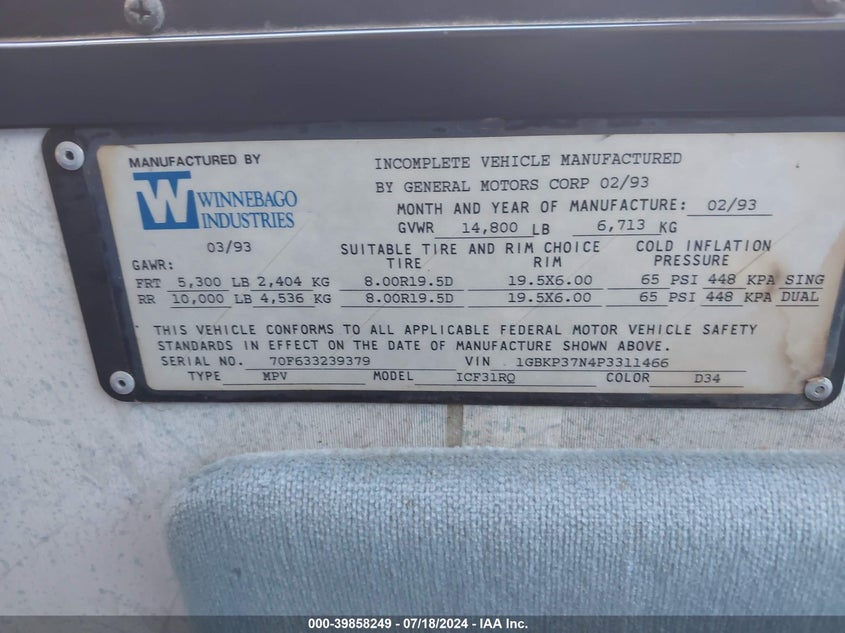 MANUFACTURED BY
W WINNEBAGO
INDUSTRIES
03/93
INCOMPLETE VEHICLE MANUFACTURED
BY GENERAL MOTORS CORP 02/93
MONTH AND YEAR OF MANUFACTURE: 02/93
GVWR 14,800 LB 6,713 KG
SUITABLE TIRE AND RIM CHOICE COLD INFLATION
GAWR: TIRE RIM PRESSURE
FRT 5,300 LB 2,404 KG 8.00R19.5D 19.5X6.00 65 PSI 448 KPA SING
RR 10,000 LB 4,536 KG 8.00R19.5D 19.5X6.00 65 PSI 448 KPA DUAL
THIS VEHICLE CONFORMS TO ALL APPLICABLE FEDERAL MOTOR VEHICLE SAFETY
STANDARDS IN EFFECT ON THE DATE OF MANUFACTURE SHOWN ABOVE.
SERIAL NO. 70F633239379 VIN 1GBKP37N4P3311466
TYPE MPV MODEL ICF31RQ COLOR D34
000-39858249 - 07/18/2024 - IAA Inc.